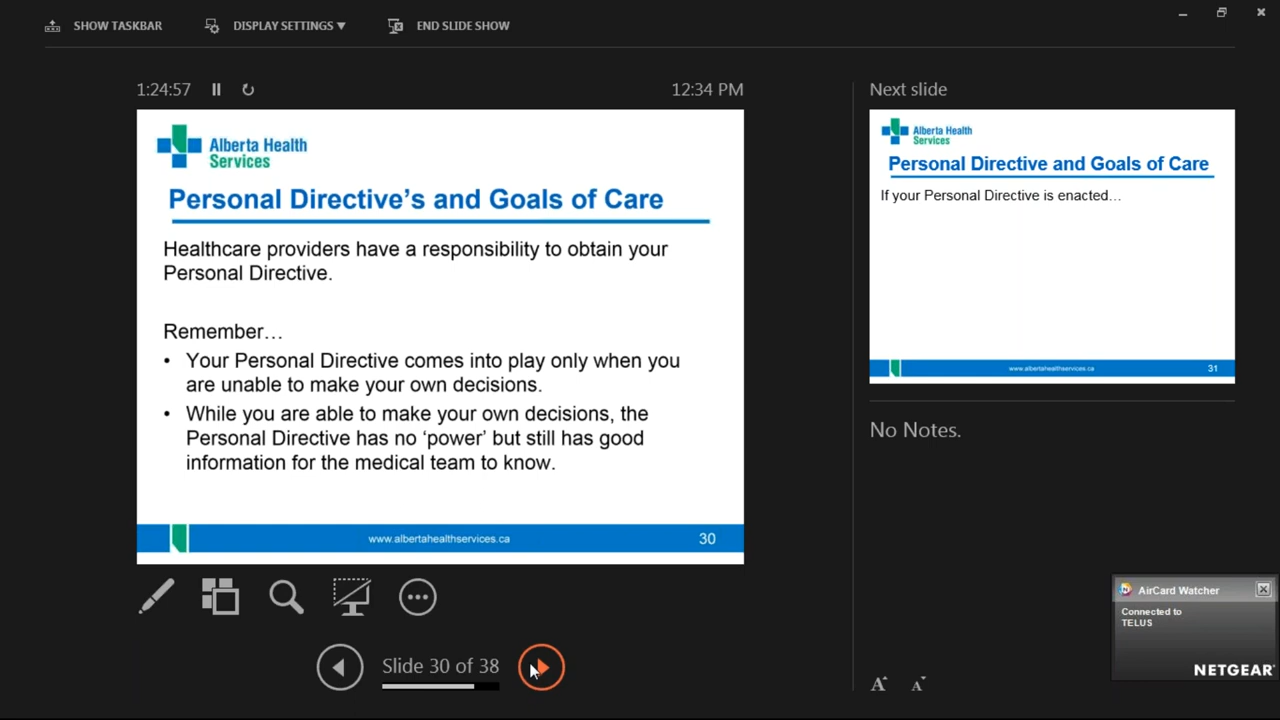 SHOW TASKBAR
DISPLAY SETTINGS ▼
END SLIDE SHOW
1:24:57
12:34 PM
Alberta Health
Services
Personal Directive’s and Goals of Care
Healthcare providers have a responsibility to obtain your
Personal Directive.
Remember…
• Your Personal Directive comes into play only when you
are unable to make your own decisions.
• While you are able to make your own decisions, the
Personal Directive has no ‘power’ but still has good
information for the medical team to know.
www.albertahealthservices.ca
30
Slide 30 of 38
Next slide
Alberta Health
Services
Personal Directive and Goals of Care
If your Personal Directive is enacted…
www.albertahealthservices.ca
31
No Notes.
AirCard Watcher
Connected to
TELUS
NETGEAR
A
A